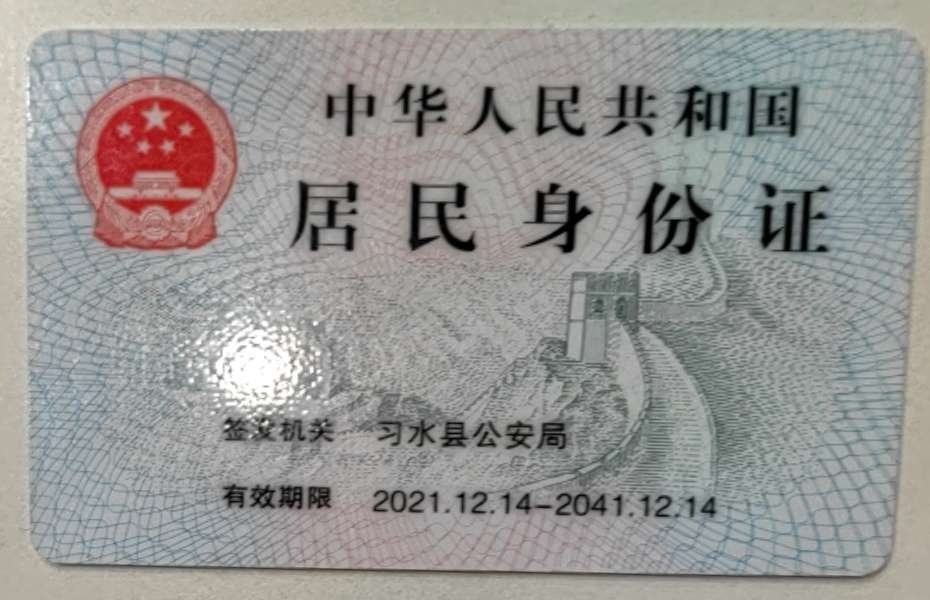 中华人民共和国
居民身份证
签发机关 习水县公安局
有效期限 2021.12.14-2041.12.14